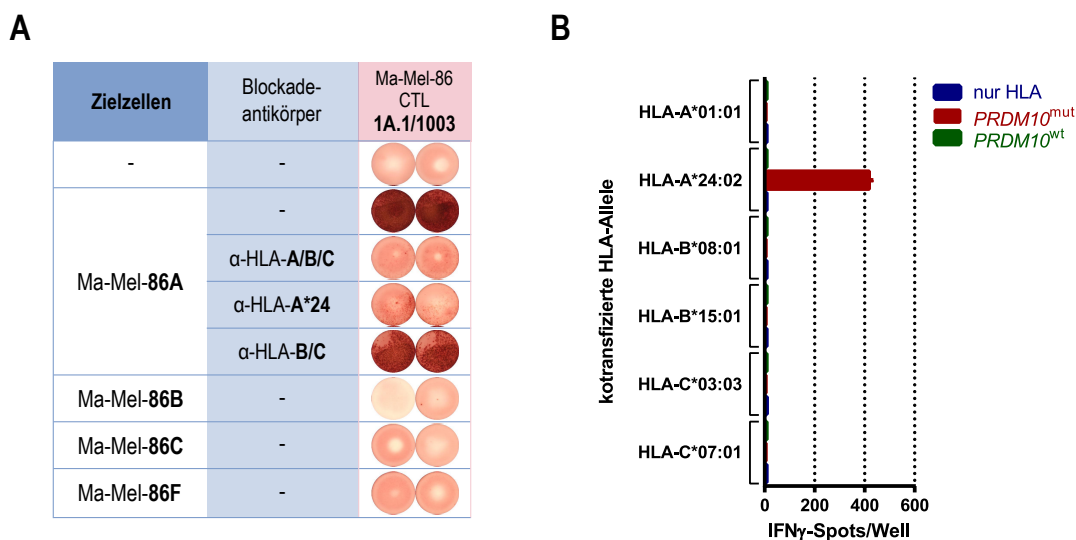 A
Zielzellen
Blockade-
antikörper
Ma-Mel-86
CTL
1A.1/1003
-
-
Ma-Mel-86A
-
α-HLA-A/B/C
α-HLA-A*24
α-HLA-B/C
Ma-Mel-86B
-
Ma-Mel-86C
-
Ma-Mel-86F
-
B
kotransfizierte HLA-Allele
HLA-A*01:01
HLA-A*24:02
HLA-B*08:01
HLA-B*15:01
HLA-C*03:03
HLA-C*07:01
0 200 400 600
IFNγ-Spots/Well
nur HLA
PRDM10mut
PRDM10wt